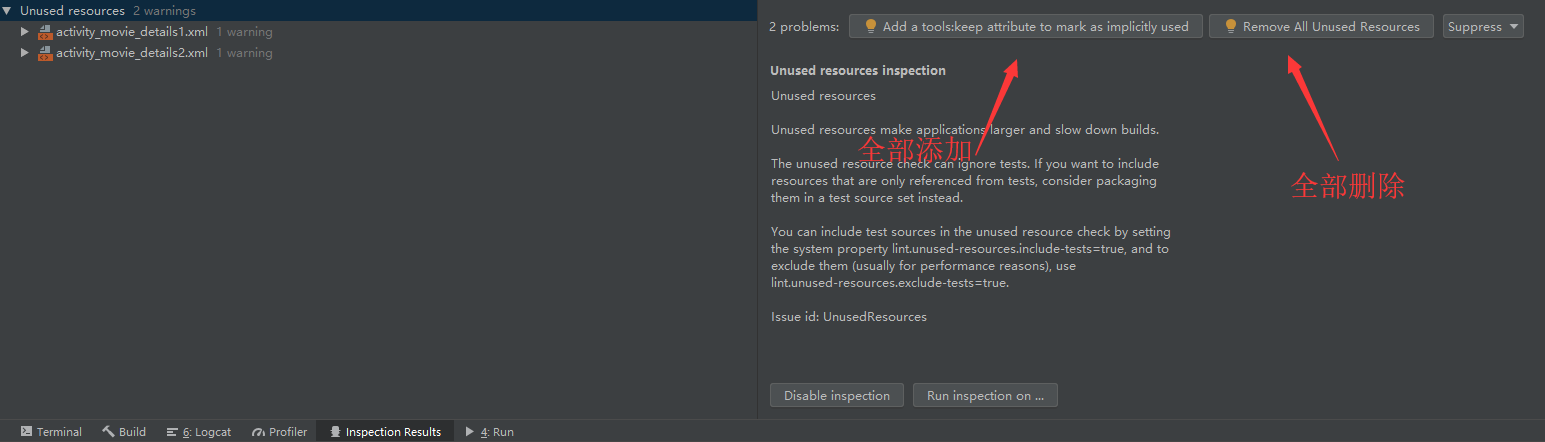 Unused resources 2 warnings
activity_movie_details1.xml 1 warning
activity_movie_details2.xml 1 warning
2 problems: Add a tools:keep attribute to mark as implicitly used Remove All Unused Resources Suppress
Unused resources inspection
Unused resources
Unused resources make applications larger and slow down builds.
全部添加
The unused resource check can ignore tests. If you want to include
resources that are only referenced from tests, consider packaging
them in a test source set instead.
全部删除
You can include test sources in the unused resource check by setting
the system property lint.unused-resources.include-tests=true, and to
exclude them (usually for performance reasons), use
lint.unused-resources.exclude-tests=true.
Issue id: UnusedResources
Disable inspection Run inspection on ...
Terminal Build 6: Logcat Profiler Inspection Results 4: Run